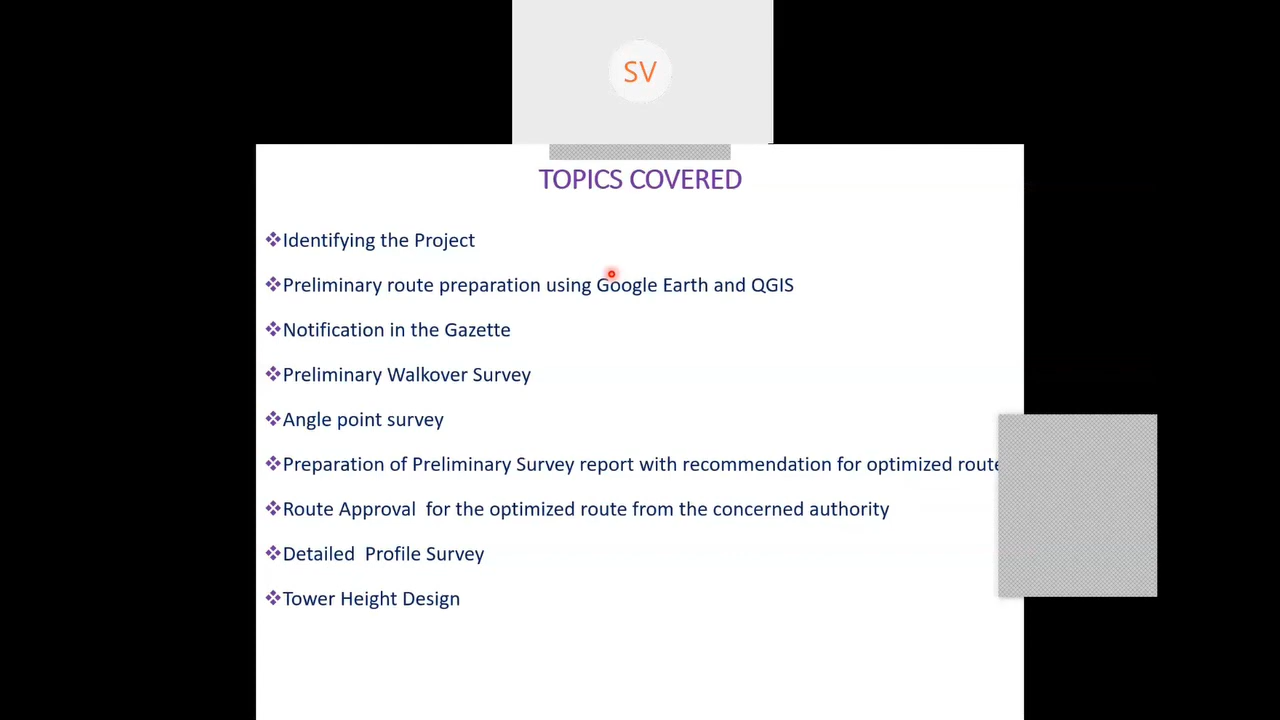 SV
TOPICS COVERED
❖Identifying the Project
❖Preliminary route preparation using Google Earth and QGIS
❖Notification in the Gazette
❖Preliminary Walkover Survey
❖Angle point survey
❖Preparation of Preliminary Survey report with recommendation for optimized route
❖Route Approval  for the optimized route from the concerned authority
❖Detailed  Profile Survey
❖Tower Height Design